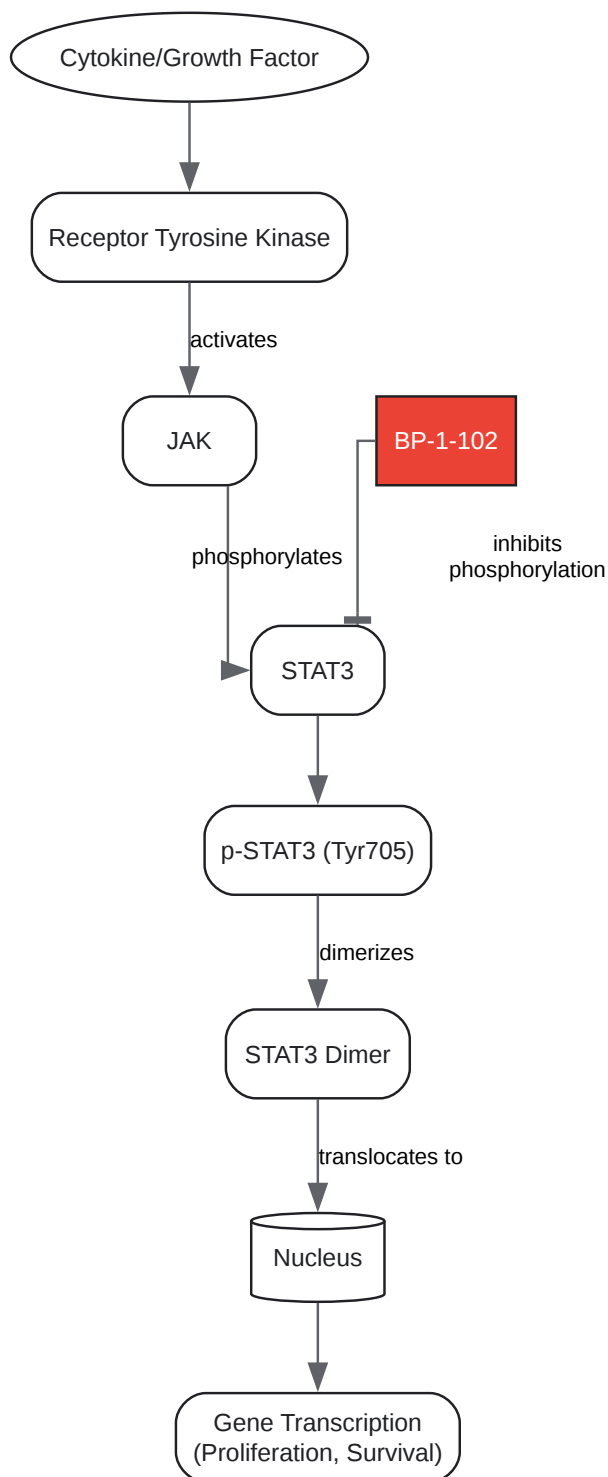 Cytokine/Growth Factor
Receptor Tyrosine Kinase
activates
JAK
BP-1-102
phosphorylates
inhibits
phosphorylation
STAT3
p-STAT3 (Tyr705)
dimerizes
STAT3 Dimer
translocates to
Nucleus
Gene Transcription
(Proliferation, Survival)